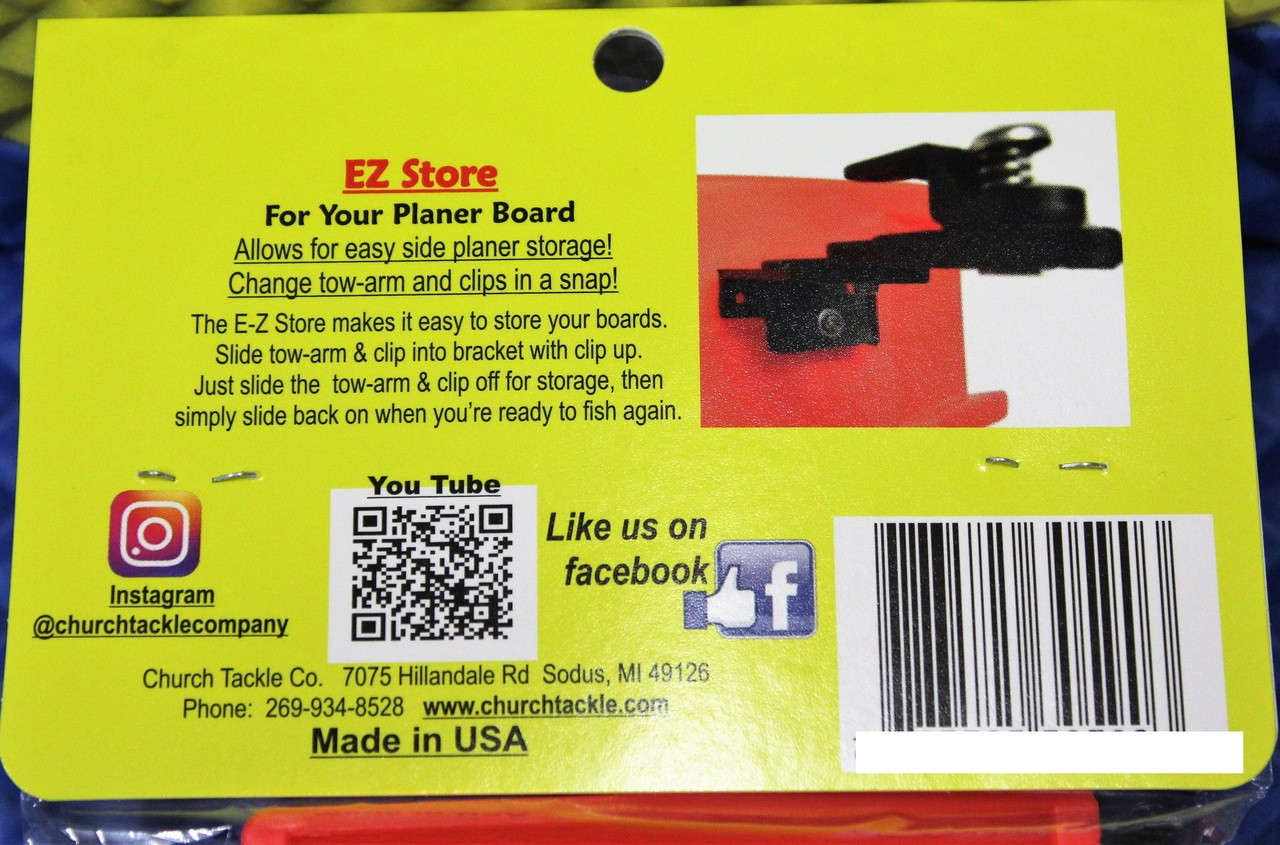 EZ Store
For Your Planer Board
Allows for easy side planer storage!
Change tow-arm and clips in a snap!
The E-Z Store makes it easy to store your boards.
Slide tow-arm & clip into bracket with clip up.
Just slide the tow-arm & clip off for storage, then
simply slide back on when you're ready to fish again.
You Tube
Instagram
@churchtacklecompany
Like us on
facebook
f
Church Tackle Co. 7075 Hillandale Rd Sodus, MI 49126
Phone: 269-934-8528 www.churchtackle.com
Made in USA